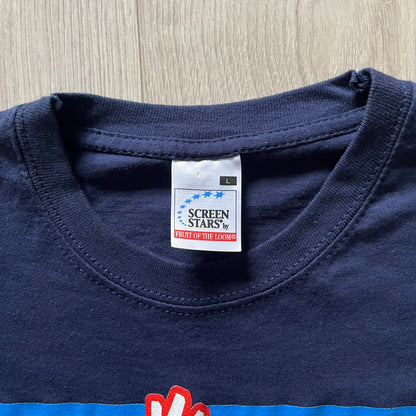 L
SCREEN
STARS® by
FRUIT OF THE LOOM®